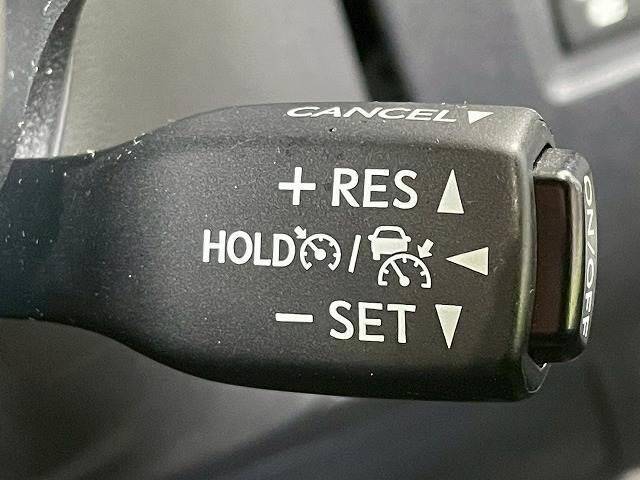 CANCEL ▼
+ RES ▲
HOLD / ◀
− SET ▼
ON/OFF